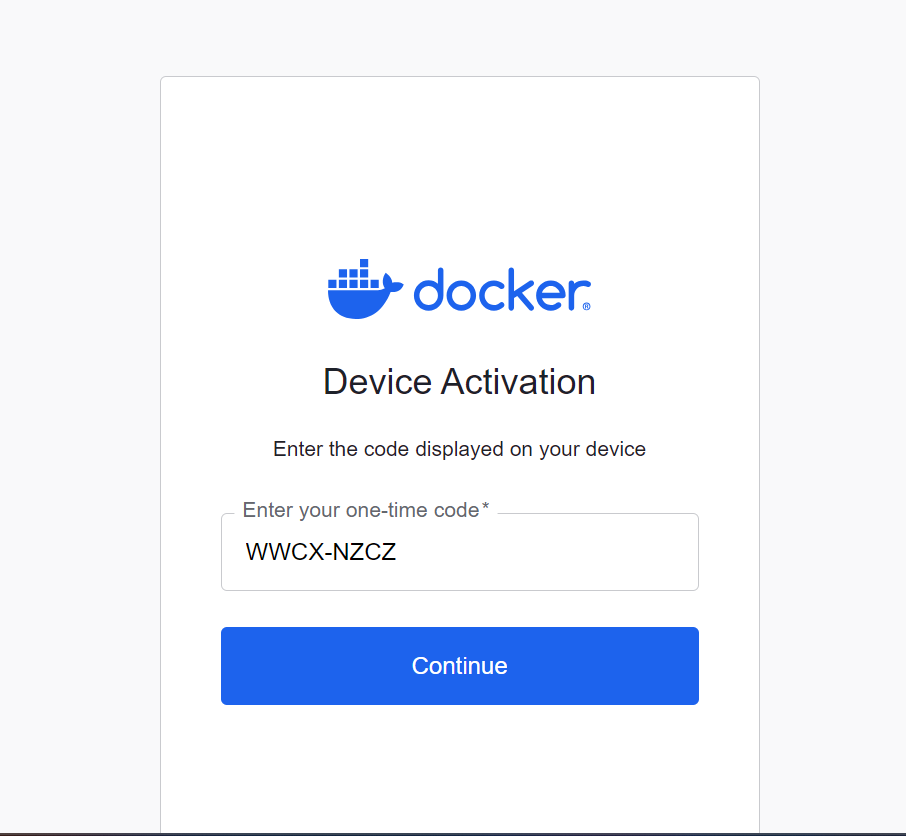 docker®
Device Activation
Enter the code displayed on your device
Enter your one-time code*
WWCX-NZCZ
Continue